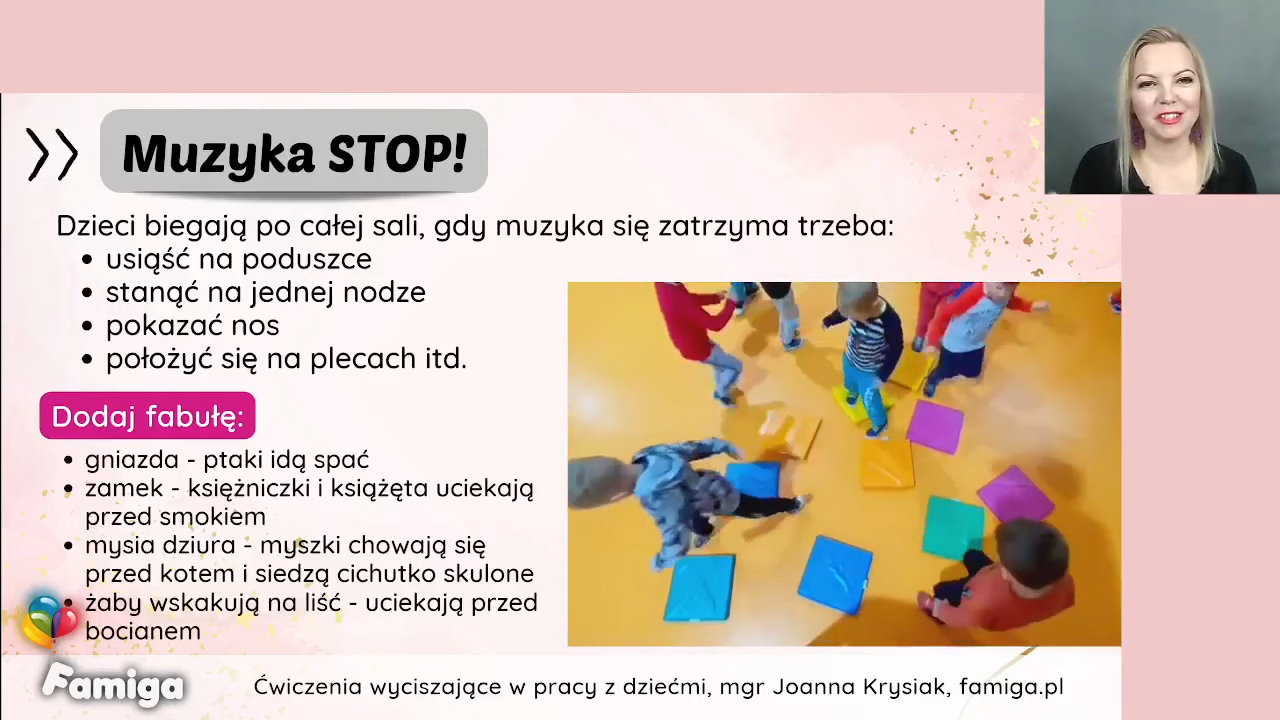 Muzyka STOP!
Dzieci biegają po całej sali, gdy muzyka się zatrzyma trzeba:
• usiąść na poduszce
• stanąć na jednej nodze
• pokazać nos
• położyć się na plecach itd.
Dodaj fabułę:
• gniazda - ptaki idą spać
• zamek - księżniczki i książęta uciekają
przed smokiem
• mysia dziura - myszki chowają się
przed kotem i siedzą cichutko skulone
• żaby wskakują na liść - uciekają przed
bocianem
Famiga
Ćwiczenia wyciszające w pracy z dziećmi, mgr Joanna Krysiak, famiga.pl